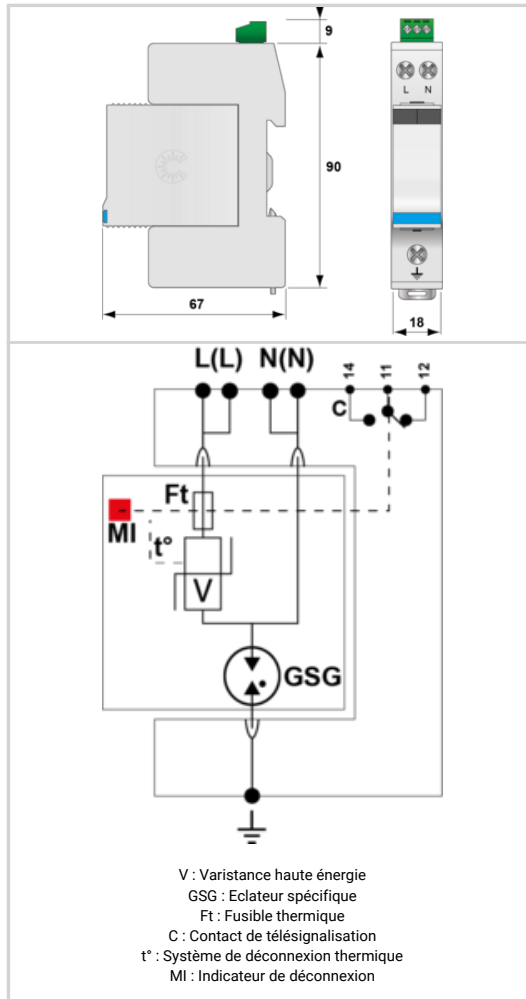 9
L N
90
67
18
L(L) N(N)
14
11
12
C
Ft
MI
t°
V
GSG
V : Varistance haute énergie
GSG : Eclateur spécifique
Ft : Fusible thermique
C : Contact de télésignalisation
t° : Système de déconnexion thermique
MI : Indicateur de déconnexion